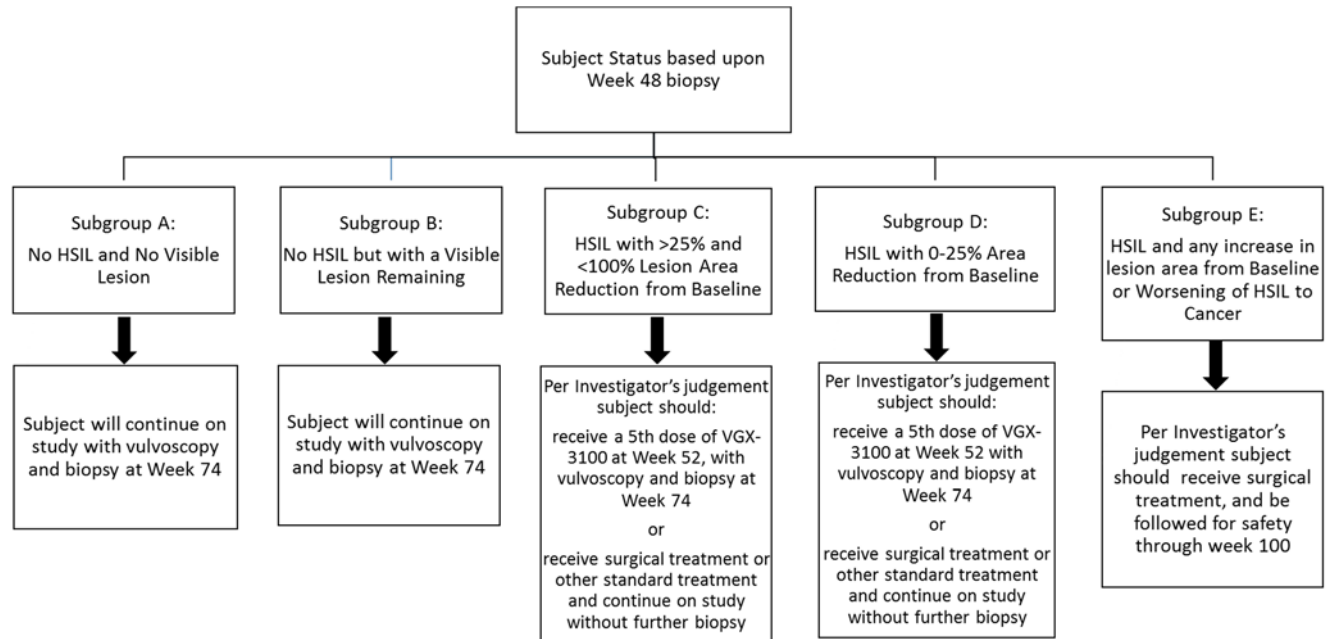 Subject Status based upon
Week 48 biopsy
Subgroup A:
No HSIL and No Visible
Lesion
Subject will continue on
study with vulvoscopy
and biopsy at Week 74
Subgroup B:
No HSIL but with a Visible
Lesion Remaining
Subject will continue on
study with vulvoscopy
and biopsy at Week 74
Subgroup C:
HSIL with >25% and
<100% Lesion Area
Reduction from Baseline
Per Investigator’s judgement
subject should:
receive a 5th dose of VGX-
3100 at Week 52, with
vulvoscopy and biopsy at
Week 74
or
receive surgical treatment or
other standard treatment
and continue on study
without further biopsy
Subgroup D:
HSIL with 0-25% Area
Reduction from Baseline
Per Investigator’s judgement
subject should:
receive a 5th dose of VGX-
3100 at Week 52 with
vulvoscopy and biopsy at
Week 74
or
receive surgical treatment or
other standard treatment
and continue on study
without further biopsy
Subgroup E:
HSIL and any increase in
lesion area from Baseline
or Worsening of HSIL to
Cancer
Per Investigator’s
judgement subject
should receive surgical
treatment, and be
followed for safety
through week 100